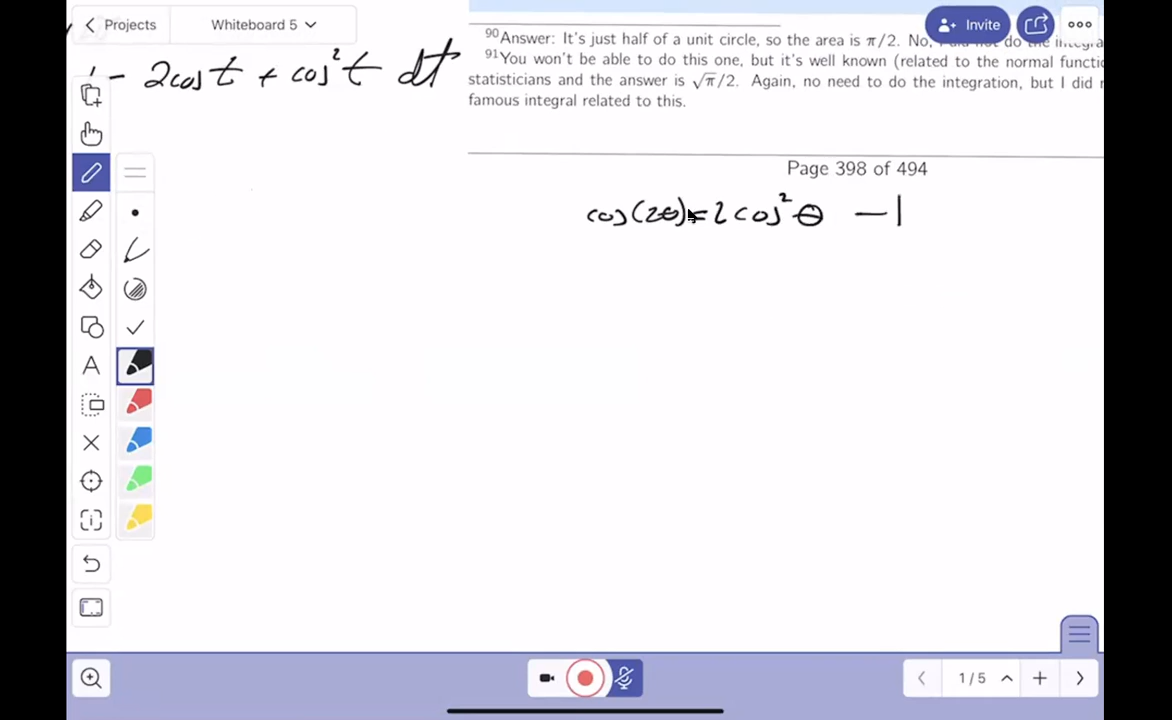 Projects
Whiteboard 5
Invite
- 2cos t + cos² t dt
⁹⁰Answer: It's just half of a unit circle, so the area is π/2. No,
⁹¹You won't be able to do this one, but it's well known (related to the normal functi
statisticians and the answer is √π/2. Again, no need to do the integration, but I did
famous integral related to this.
Page 398 of 494
cos(2θ)=2cos²θ -1
A
1/5